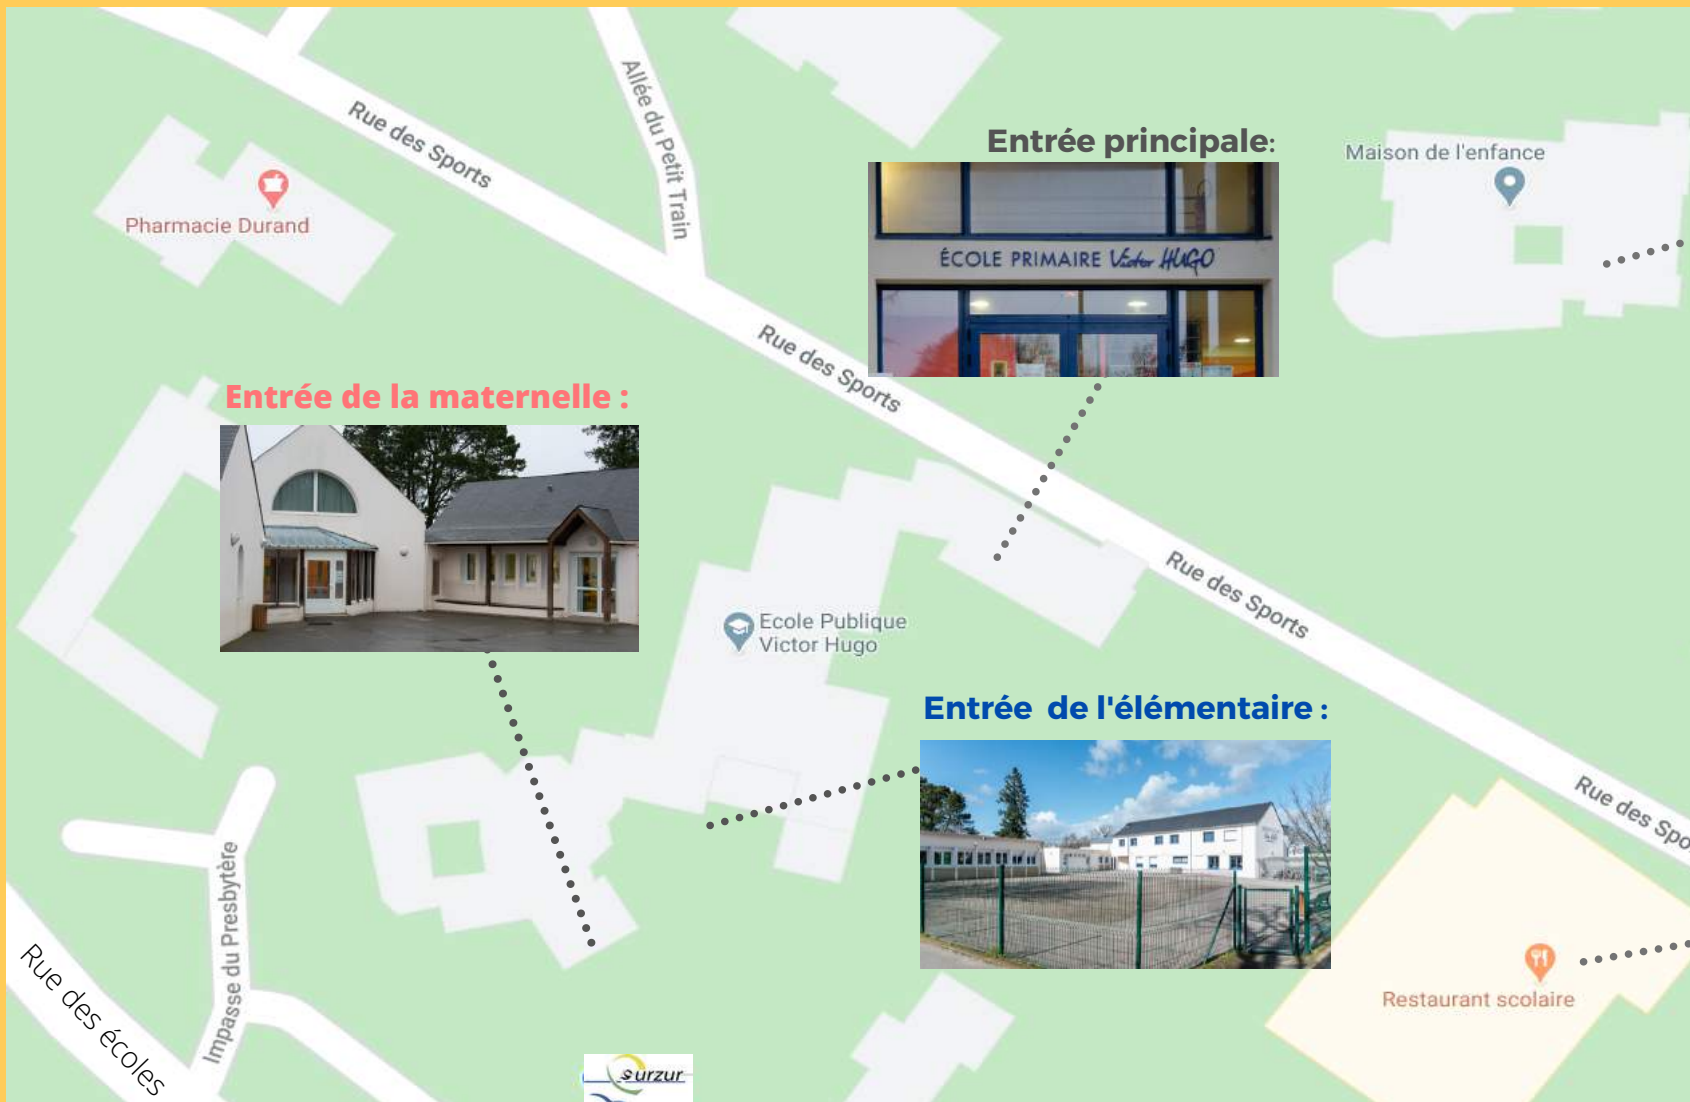 Rue des Sports
Allée du Petit Train
Entrée principale:
Maison de l'enfance
Pharmacie Durand
ÉCOLE PRIMAIRE Victor HUGO
Rue des Sports
Entrée de la maternelle :
Rue des Sports
Ecole Publique
Victor Hugo
Entrée de l'élémentaire :
Rue des Spo
Impasse du Presbytère
Rue des écoles
Restaurant scolaire
Surzur